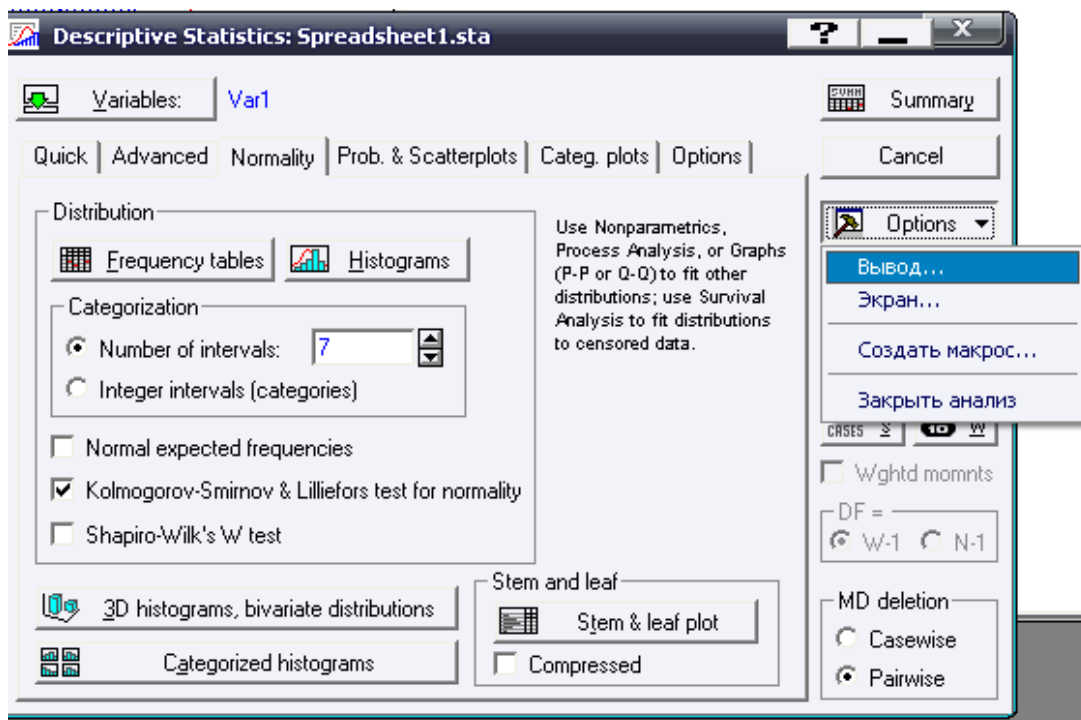 Descriptive Statistics: Spreadsheet1.sta
? _ X
Variables: Var1
Summary
Quick Advanced Normality Prob. & Scatterplots Categ. plots Options
Cancel
Distribution
Frequency tables
Histograms
Categorization
Number of intervals: 7
Integer intervals (categories)
Normal expected frequencies
Kolmogorov-Smirnov & Lilliefors test for normality
Shapiro-Wilk's W test
Use Nonparametrics,
Process Analysis, or Graphs
(P-P or Q-Q) to fit other
distributions; use Survival
Analysis to fit distributions
to censored data.
Options
Вывод...
Экран...
Создать макрос...
Закрыть анализ
CASES S W
Wghtd momnts
DF =
W-1 N-1
3D histograms, bivariate distributions
Categorized histograms
Stem and leaf
Stem & leaf plot
Compressed
MD deletion
Casewise
Pairwise